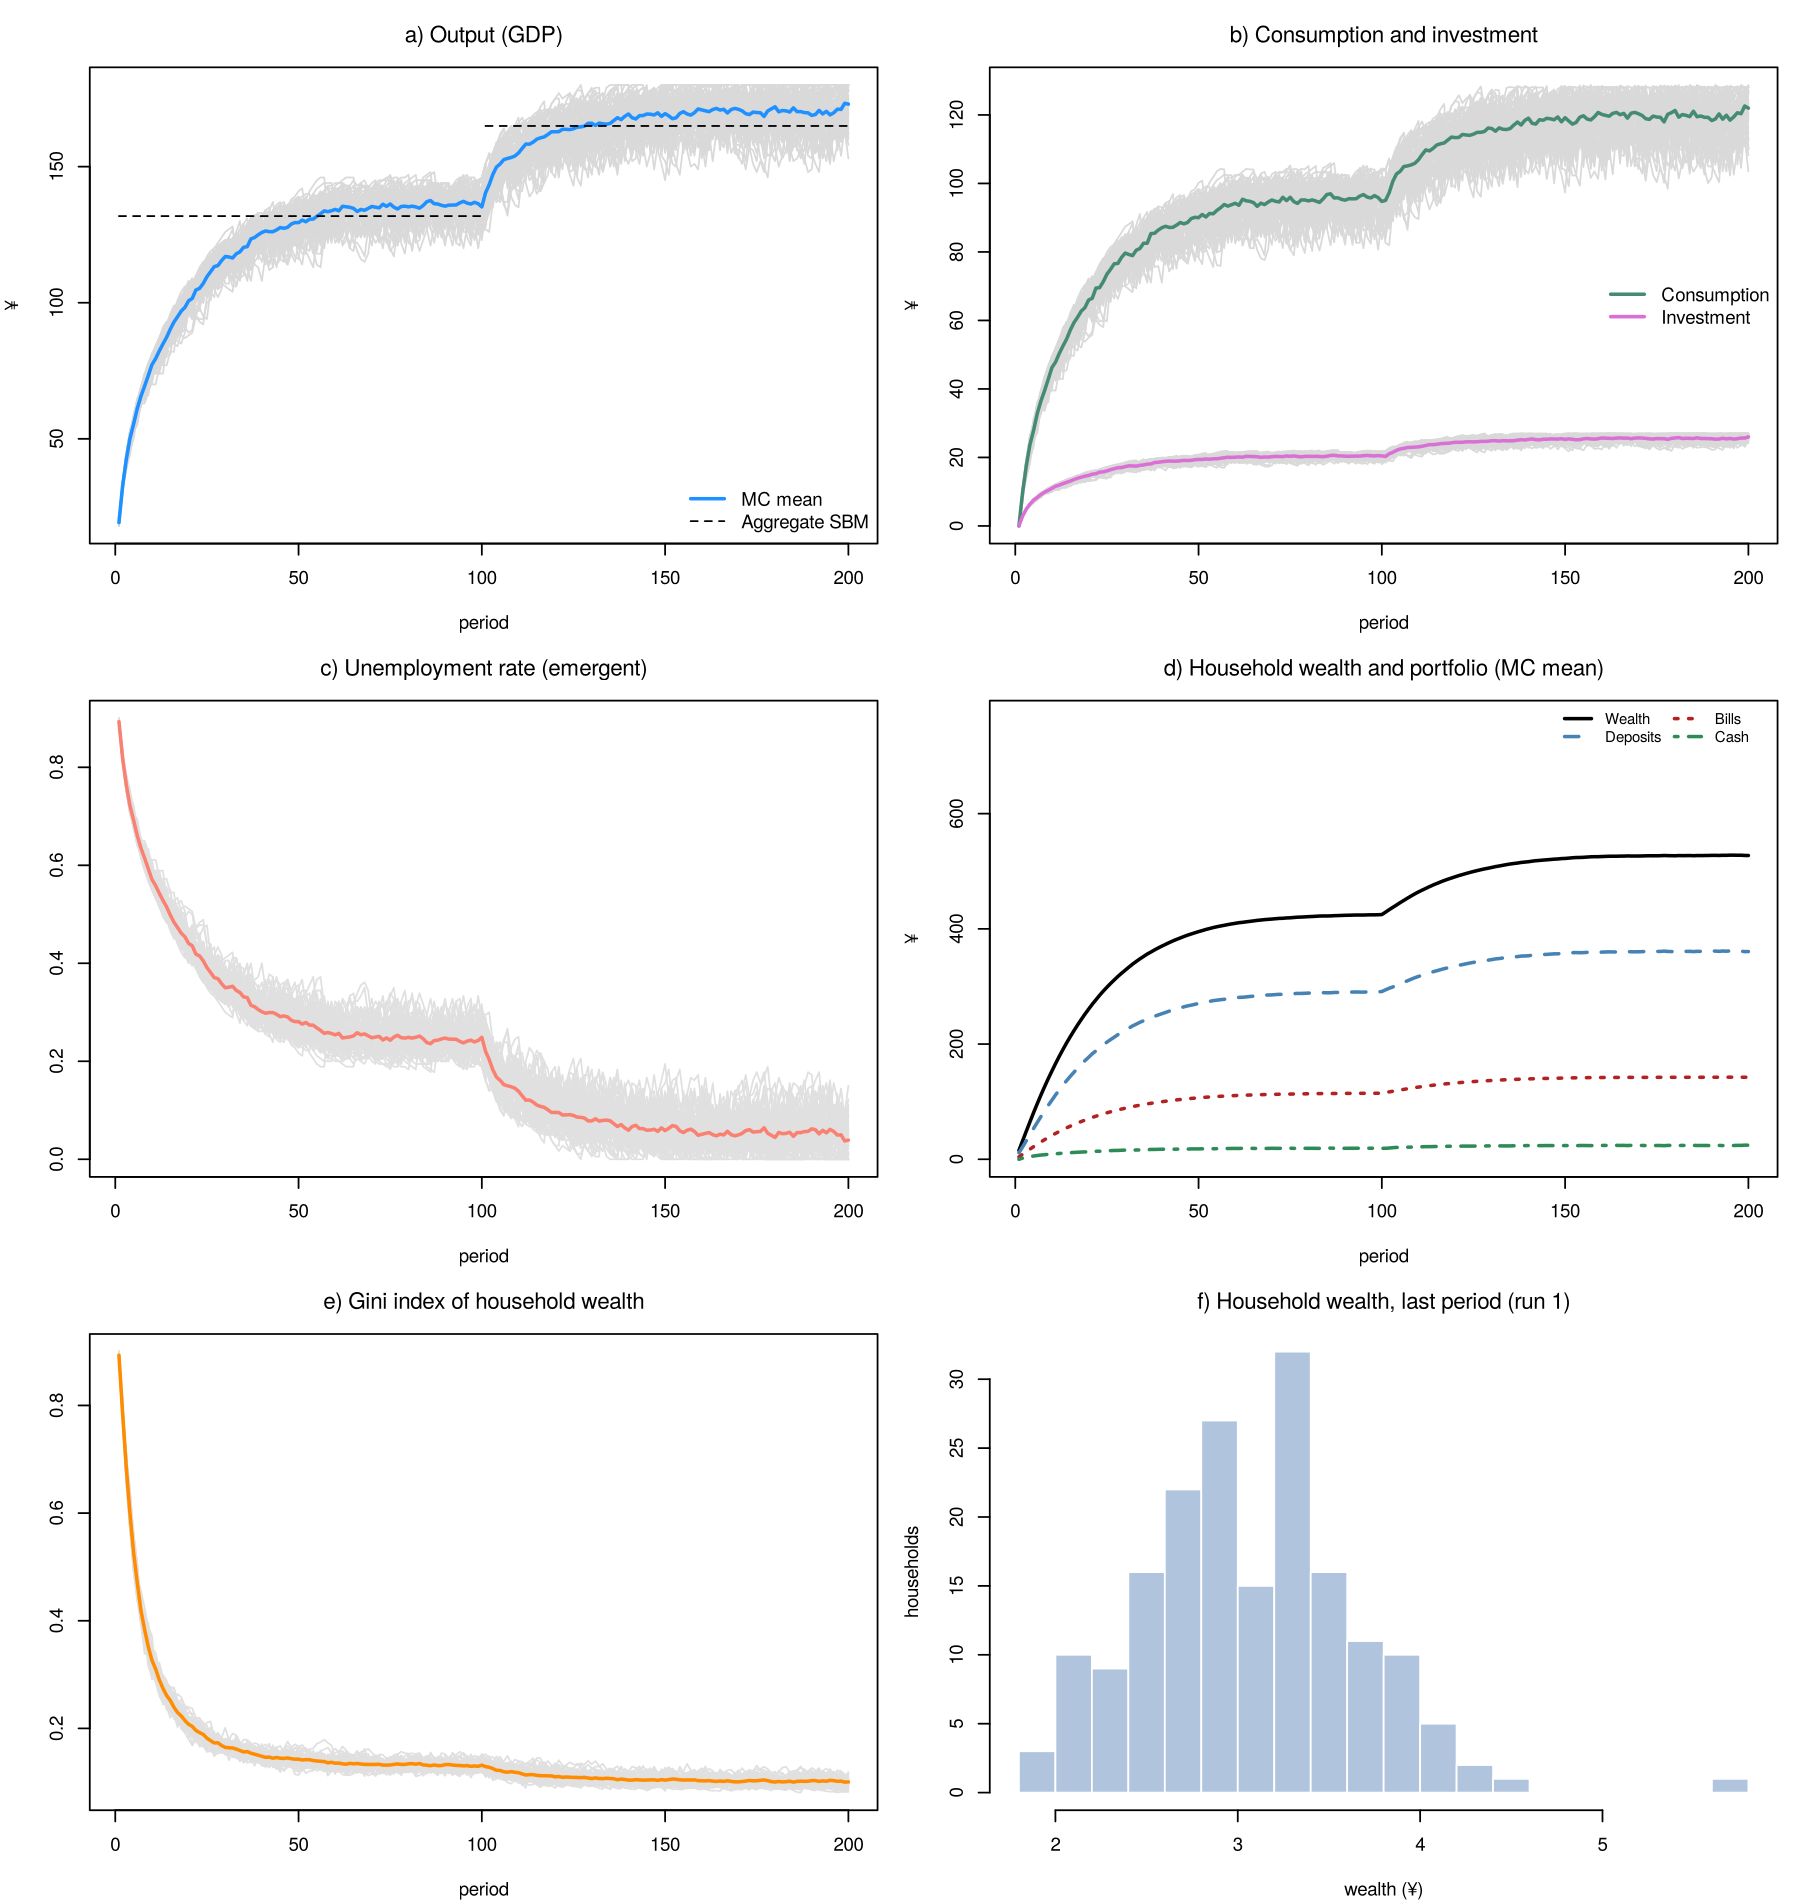 a) Output (GDP)
¥
50 100 150
MC mean
Aggregate SBM
0 50 100 150 200
period
b) Consumption and investment
¥
0 20 40 60 80 100 120
Consumption
Investment
0 50 100 150 200
period
c) Unemployment rate (emergent)
0.0 0.2 0.4 0.6 0.8
0 50 100 150 200
period
d) Household wealth and portfolio (MC mean)
¥
0 200 400 600
Wealth Bills
Deposits Cash
0 50 100 150 200
period
e) Gini index of household wealth
0.2 0.4 0.6 0.8
0 50 100 150 200
period
f) Household wealth, last period (run 1)
households
0 5 10 15 20 25 30
2 3 4 5
wealth (¥)